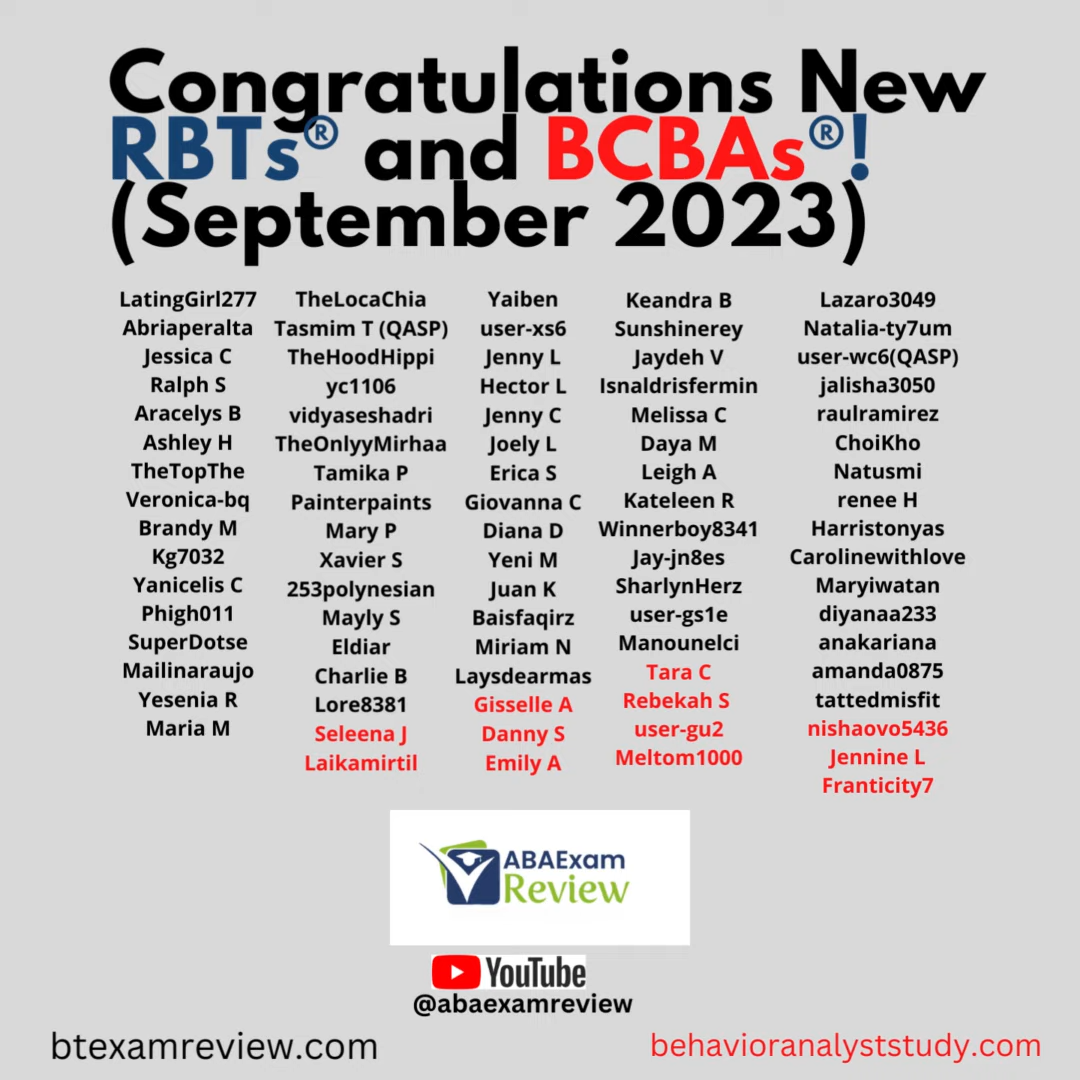 Congratulations New
RBTs® and BCBAs®!
(September 2023)
LatingGirl277
Abriaperalta
Jessica C
Ralph S
Aracelys B
Ashley H
TheTopThe
Veronica-bq
Brandy M
Kg7032
Yanicelis C
Phigh011
SuperDotse
Mailinaraujo
Yesenia R
Maria M
TheLocaChia
Tasmim T (QASP)
TheHoodHippi
yc1106
vidyaseshadri
TheOnlyyMirhaa
Tamika P
Painterpaints
Mary P
Xavier S
253polynesian
Mayly S
Eldiar
Charlie B
Lore8381
Seleena J
Laikamirtil
Yaiben
user-xs6
Jenny L
Hector L
Jenny C
Joely L
Erica S
Giovanna C
Diana D
Yeni M
Juan K
Baisfaqirz
Miriam N
Laysdearmas
Gisselle A
Danny S
Emily A
Keandra B
Sunshinerey
Jaydeh V
Isnaldrisfermin
Melissa C
Daya M
Leigh A
Kateleen R
Winnerboy8341
Jay-jn8es
SharlynHerz
user-gs1e
Manounelci
Tara C
Rebekah S
user-gu2
Meltom1000
Lazaro3049
Natalia-ty7um
user-wc6(QASP)
jalisha3050
raulramirez
ChoiKho
Natusmi
renee H
Harristonyas
Carolinewithlove
Maryiwatan
diyanaa233
anakariana
amanda0875
tattedmisfit
nishaovo5436
Jennine L
Franticity7
ABAExam
Review
YouTube
@abaexamreview
btexamreview.com
behavioranalyststudy.com